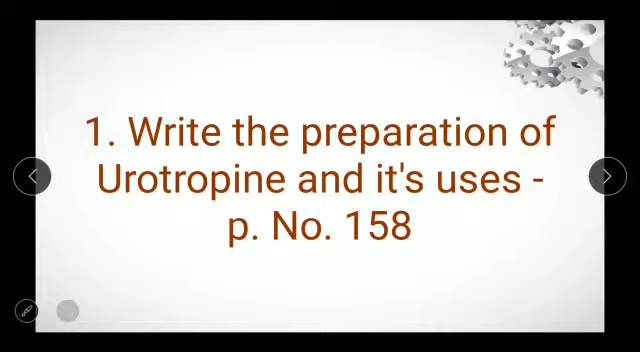 1. Write the preparation of
Urotropine and it's uses -
p. No. 158